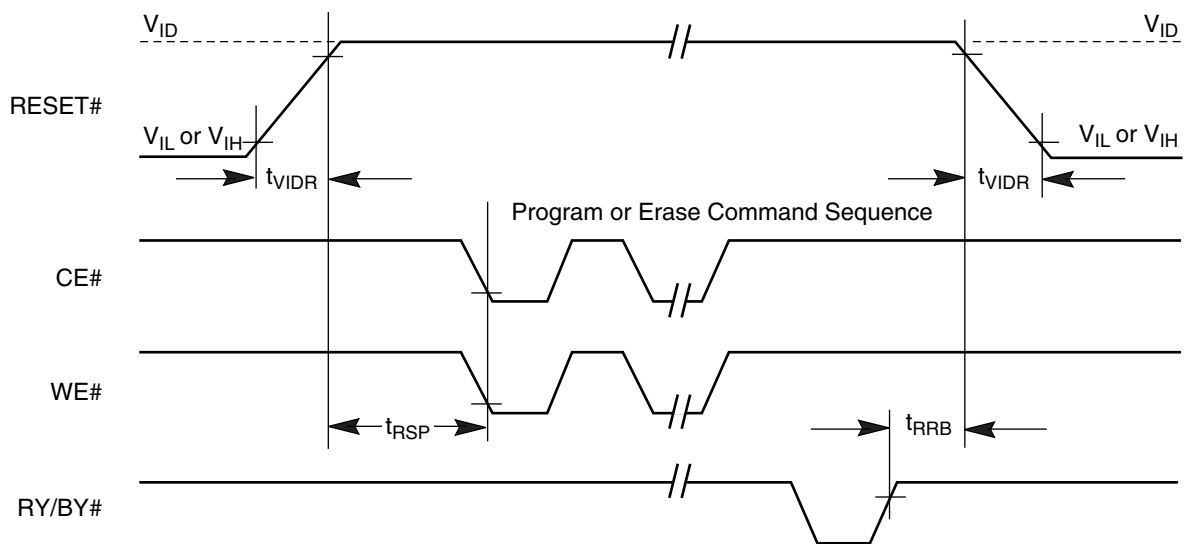 VID
VID
RESET#
VIL or VIH
VIL or VIH
tVIDR
tVIDR
Program or Erase Command Sequence
CE#
WE#
tRSP
tRRB
RY/BY#